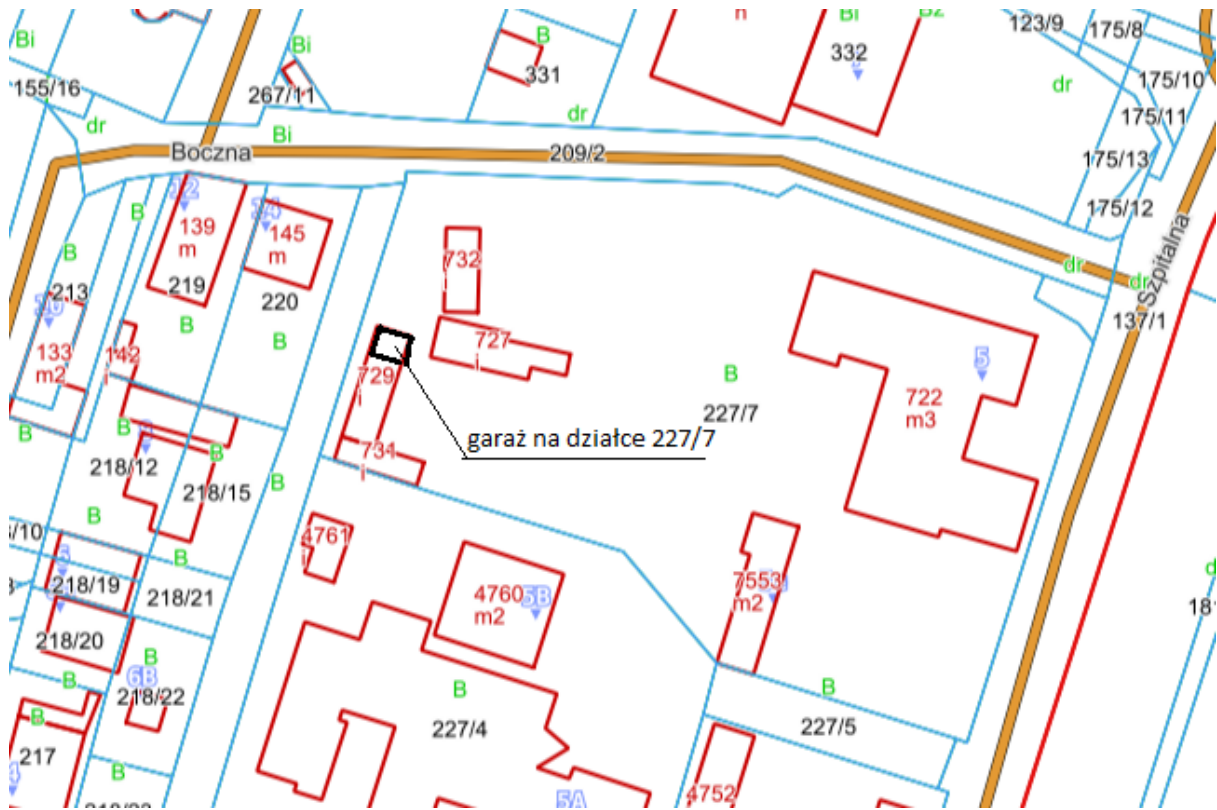 Bi
B
331
332
Bi
123/9
175/8
155/16
267/11
dr
dr
175/10
175/11
dr
Bi
Boczna
209/2
175/13
175/12
Szpitalna
12
B
139
m
14
145
m
732
i
B
213
219
220
dr
dr
137/1
16
133
m2
142
i
B
B
727
i
729
i
B
5
722
m3
227/7
garaż na działce 227/7
734
i
B
B
B
218/12
218/15
B
B
4761
i
B
218/19
218/21
4760
m2
5B
7553
m2
218/20
B
B
6B
218/22
B
B
B
227/4
227/5
217
B
4752
5A